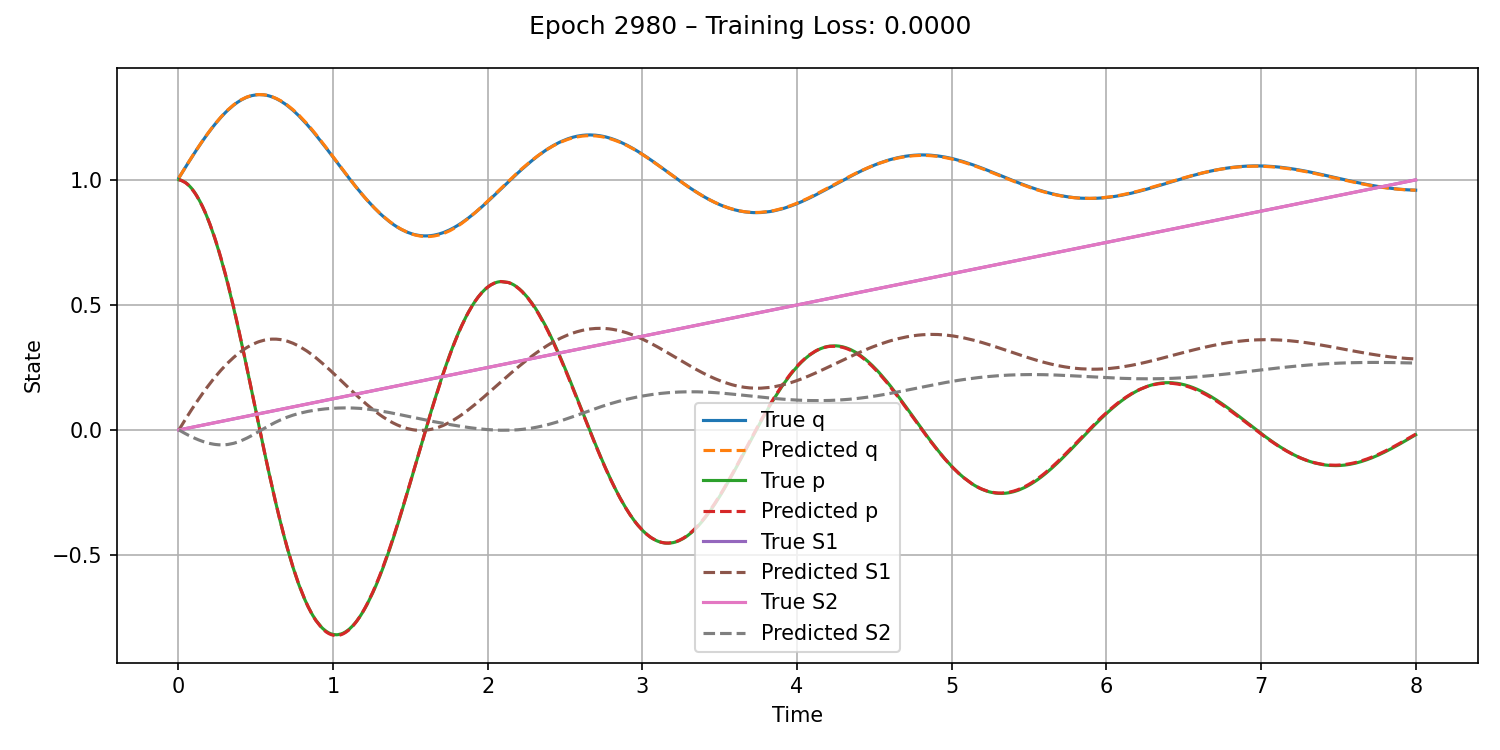 Epoch 2980 – Training Loss: 0.0000
State
1.0
0.5
0.0
−0.5
True q
Predicted q
True p
Predicted p
True S1
Predicted S1
True S2
Predicted S2
0 1 2 3 4 5 6 7 8
Time